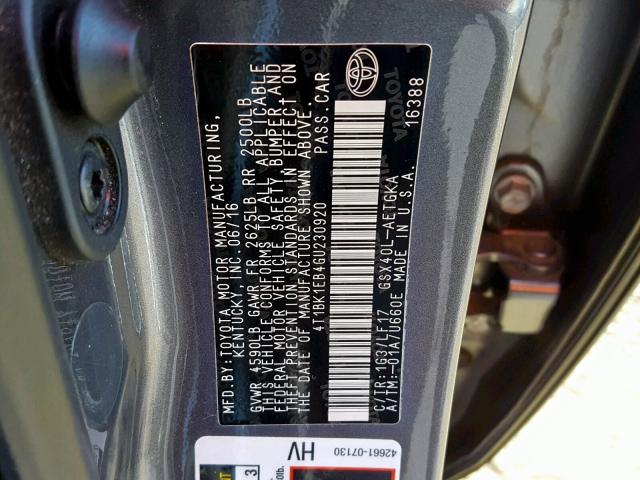 MFD.BY:TOYOTA MOTOR MANUFACTURING,
KENTUCKY, INC. 06/16
GVWR 4590LB GAWR FR 2625LB RR 2500LB
THIS VEHICLE CONFORMS TO ALL APPLICABLE
FEDERAL MOTOR VEHICLE SAFETY, BUMPER, AND
THEFT PREVENTION STANDARDS IN EFFECT ON
THE DATE OF MANUFACTURE SHOWN ABOVE.
4T1BK1EB4GU230920 PASS.CAR
C/TR:1G3/LF17 GSX40L-AETGKA
A/TM:-01A/U660E MADE IN U.S.A.
16388
TOYOTA
HV
42661-07130
3